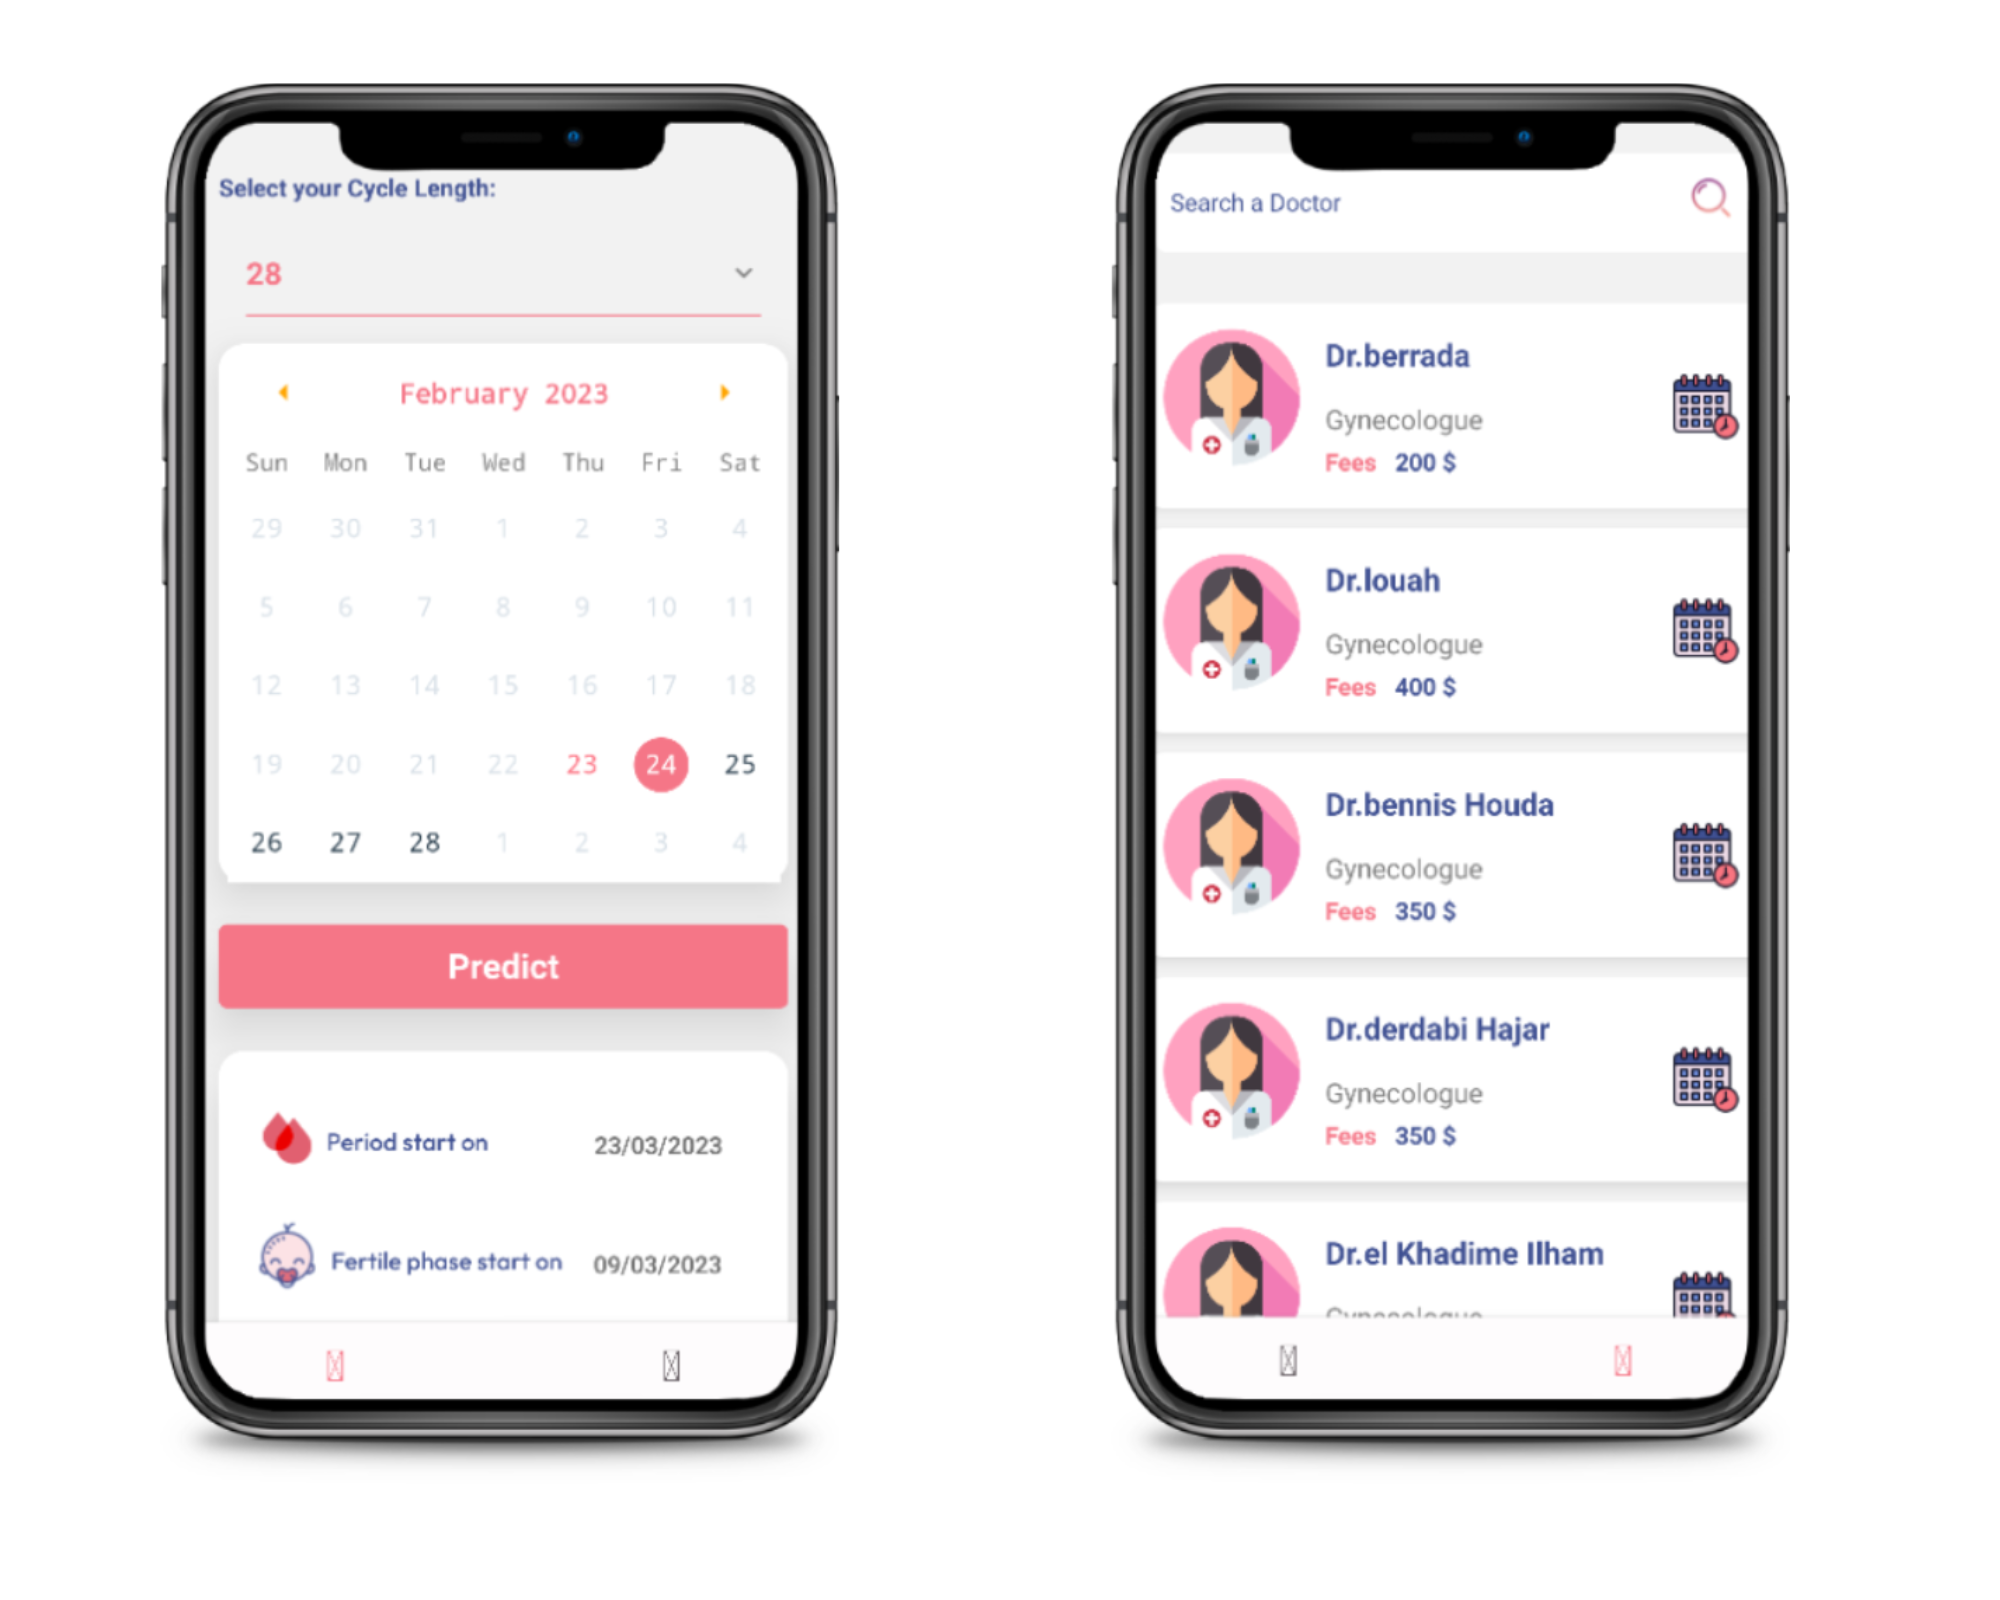 Select your Cycle Length:
28
February 2023
Sun Mon Tue Wed Thu Fri Sat
29 30 31 1 2 3 4
5 6 7 8 9 10 11
12 13 14 15 16 17 18
19 20 21 22 23 24 25
26 27 28 1 2 3 4
Predict
Period start on 23/03/2023
Fertile phase start on 09/03/2023
Search a Doctor
Dr.berrada
Gynecologue
Fees 200 $
Dr.louah
Gynecologue
Fees 400 $
Dr.bennis Houda
Gynecologue
Fees 350 $
Dr.derdabi Hajar
Gynecologue
Fees 350 $
Dr.el Khadime Ilham
Gynecologue